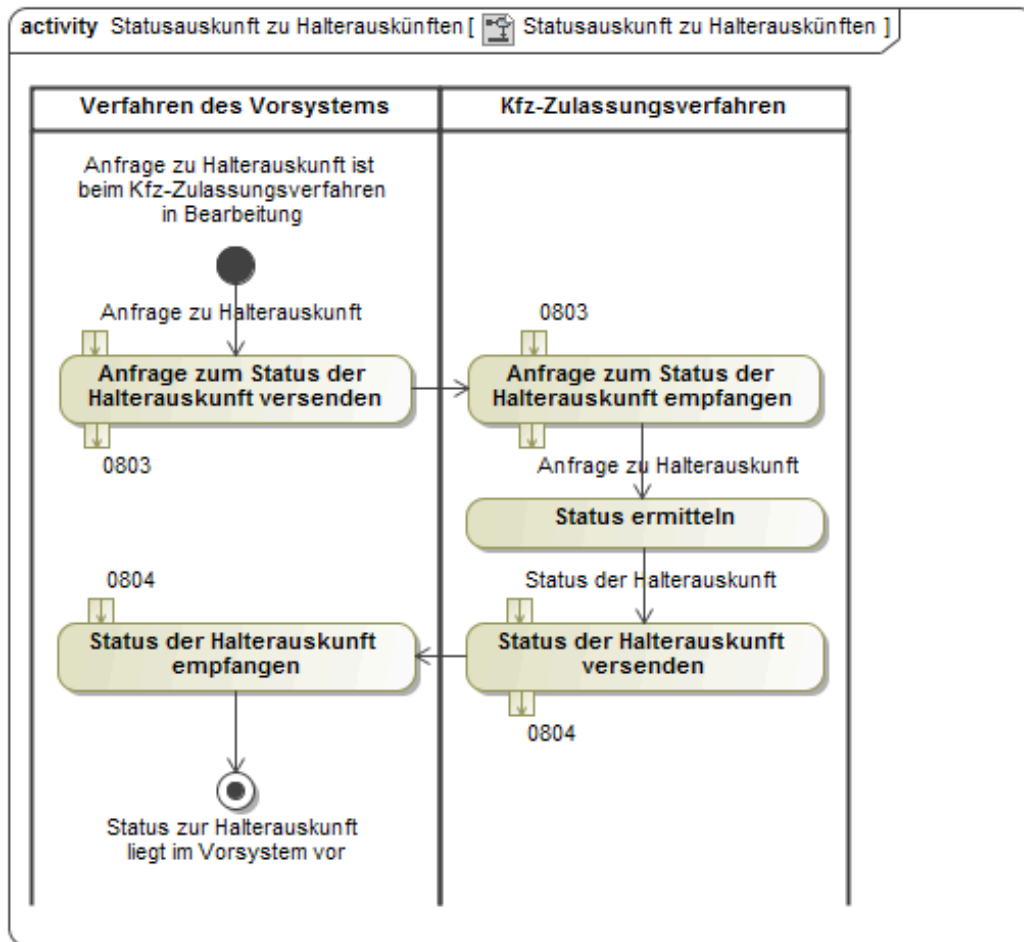 activity Statusauskunft zu Halterauskünften [ Statusauskunft zu Halterauskünften ]
Verfahren des Vorsystems
Kfz-Zulassungsverfahren
Anfrage zu Halterauskunft ist
beim Kfz-Zulassungsverfahren
in Bearbeitung
Anfrage zu Halterauskunft
0803
Anfrage zum Status der
Halterauskunft versenden
Anfrage zum Status der
Halterauskunft empfangen
0803
Anfrage zu Halterauskunft
Status ermitteln
0804
Status der Halterauskunft
Status der Halterauskunft
empfangen
Status der Halterauskunft
versenden
0804
Status zur Halterauskunft
liegt im Vorsystem vor